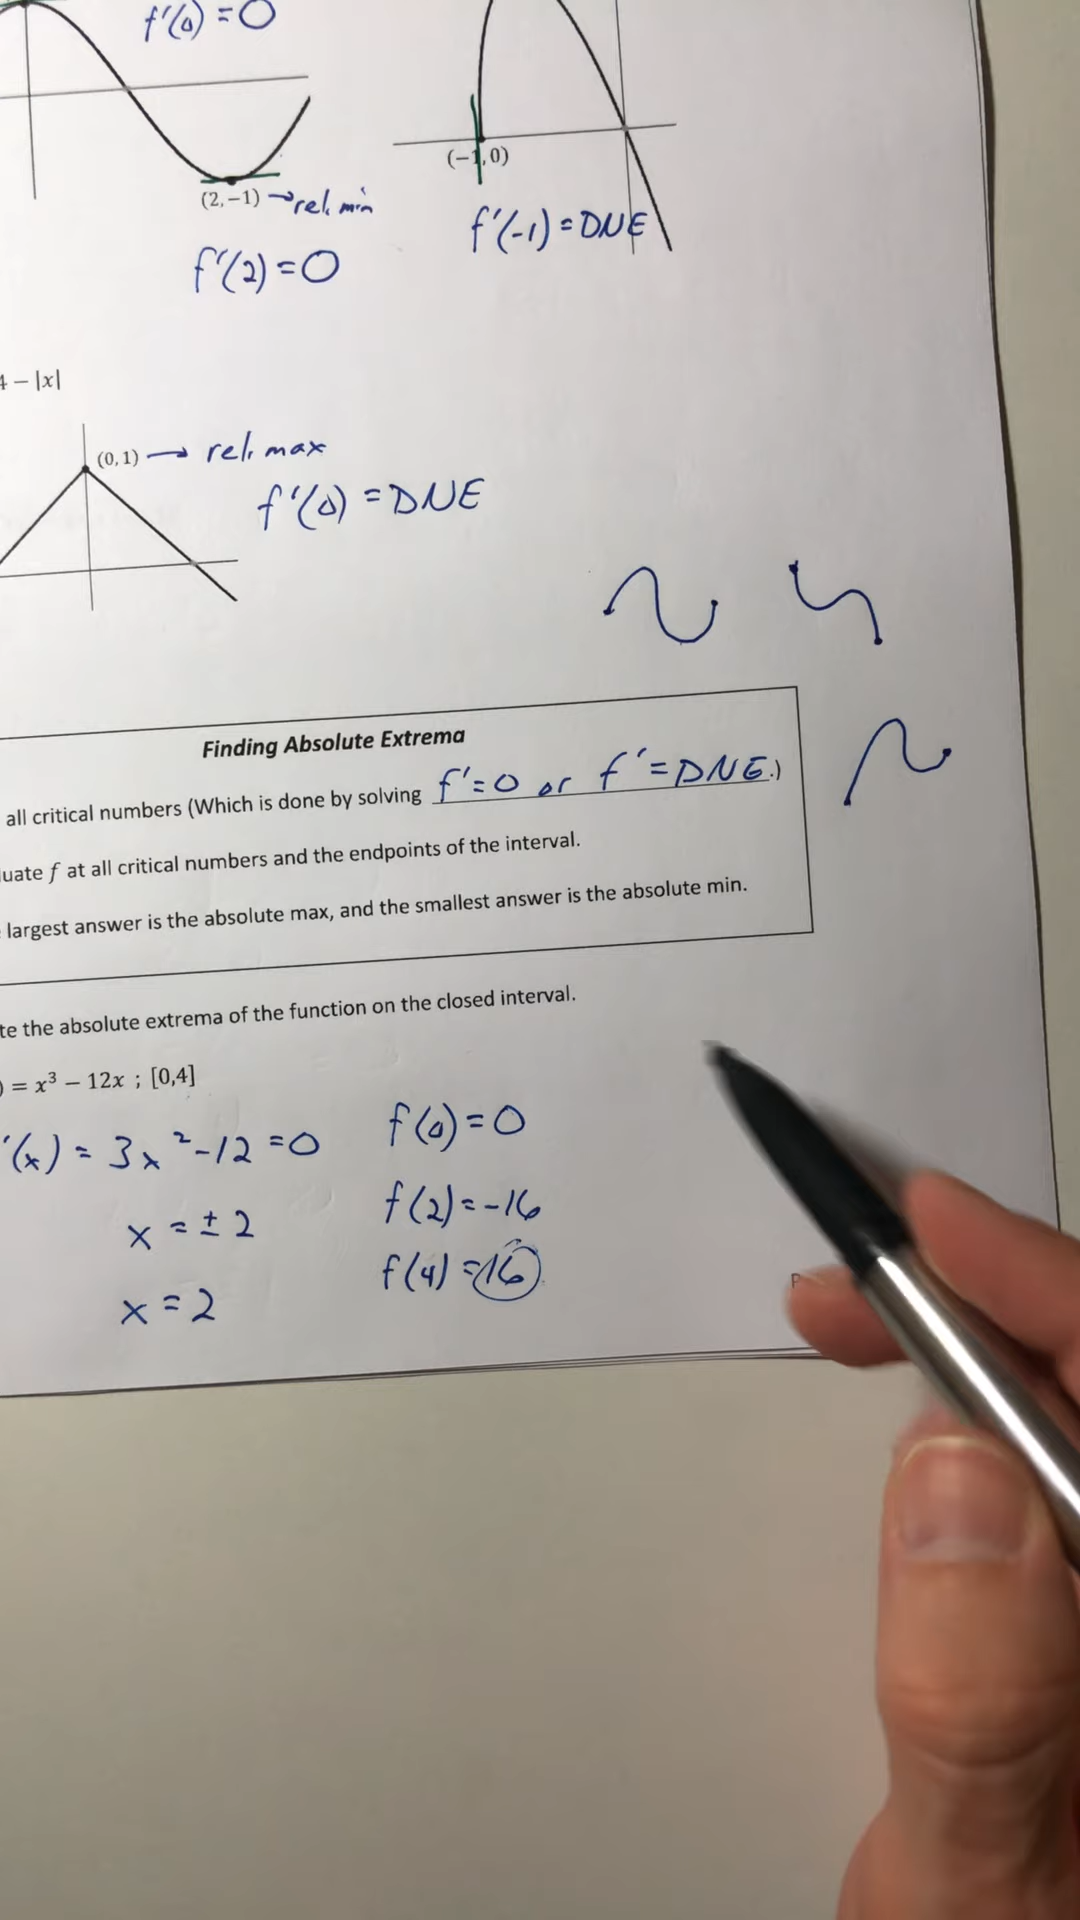 f'(0) = 0
(-1,0)
(2,-1) → rel. min
f'(-1) = DNE
f'(2) = 0
4 − |x|
(0,1) → rel. max
f'(0) = DNE
Finding Absolute Extrema
all critical numbers (Which is done by solving f' = 0 or f' = DNE.)
uate f at all critical numbers and the endpoints of the interval.
largest answer is the absolute max, and the smallest answer is the absolute min.
te the absolute extrema of the function on the closed interval.
) = x³ − 12x ; [0,4]
'(x) = 3x² - 12 = 0
x = ± 2
x = 2
f(0) = 0
f(2) = -16
f(4) = 16
P